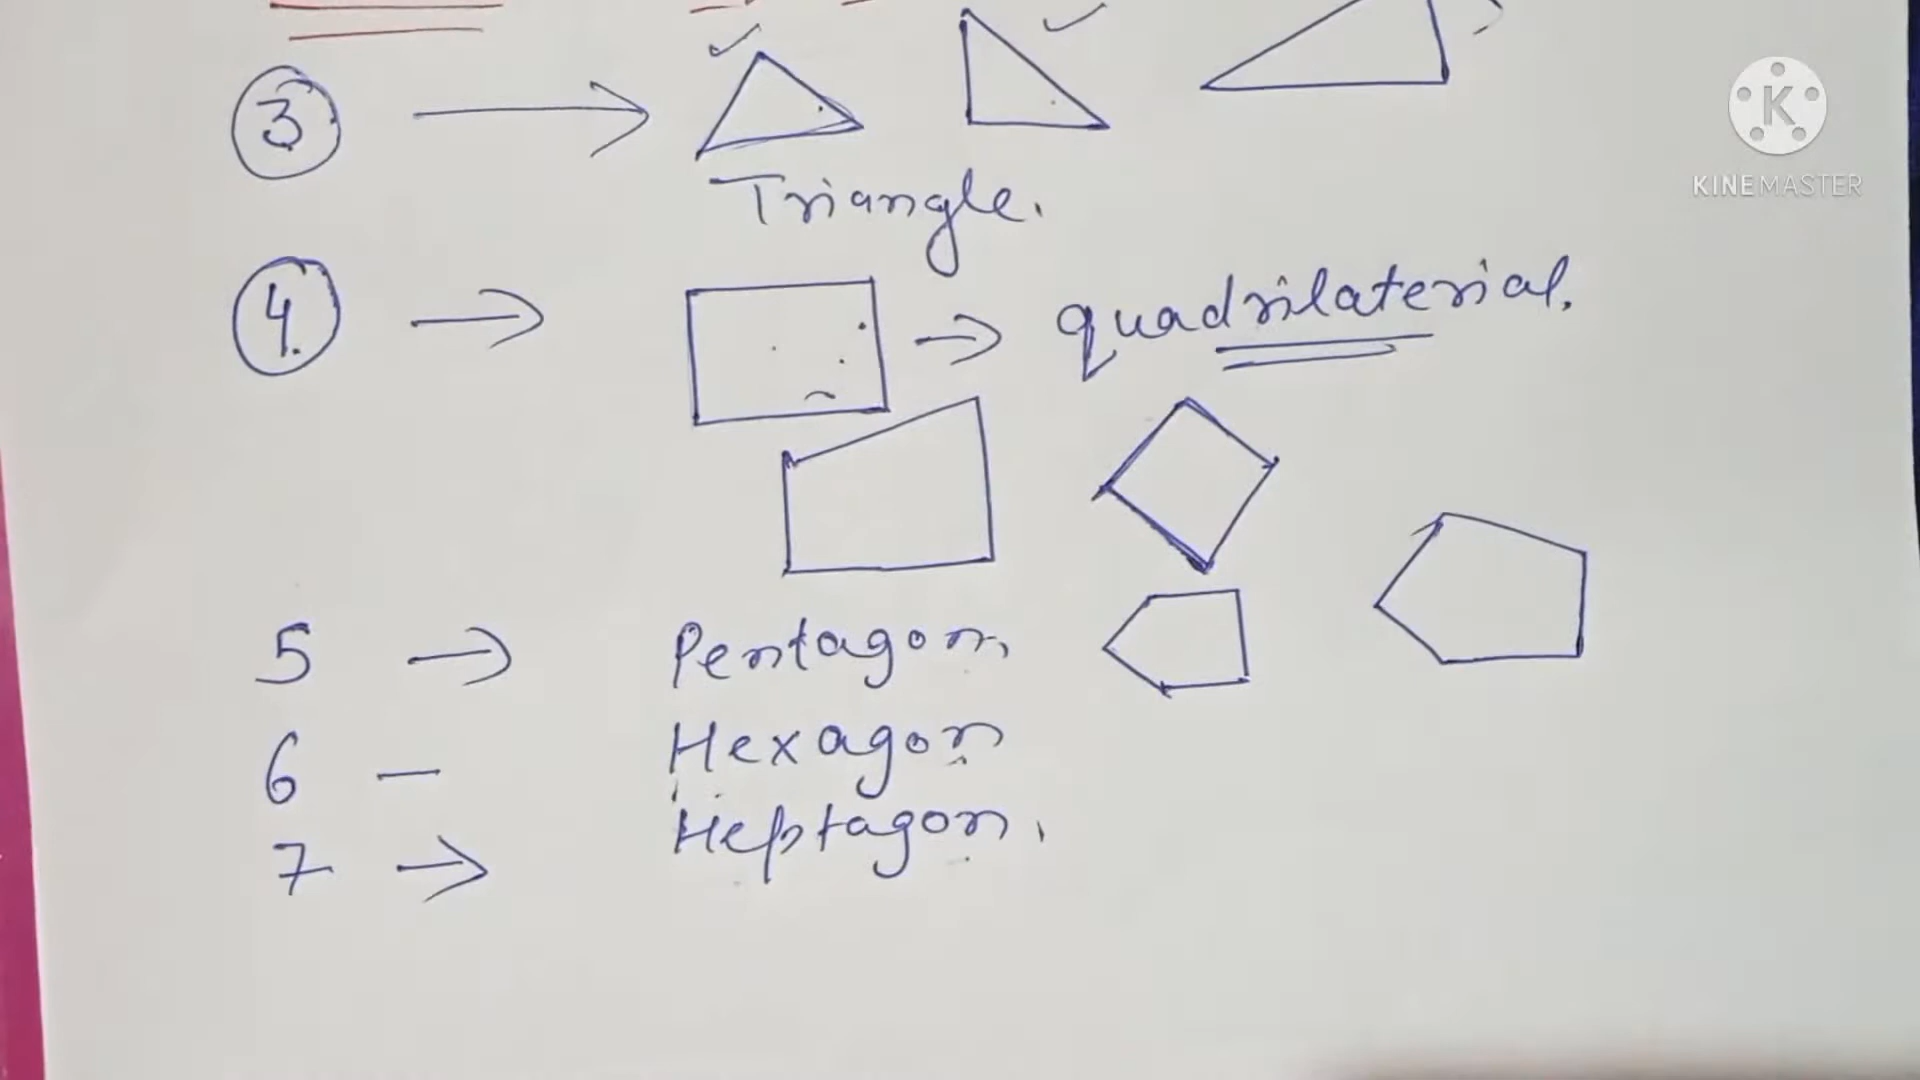 3
Triangle.
4. quadrilaterial.
5 Pentagon,
6 — Hexagon
7 Heptagon.
K
KINEMASTER